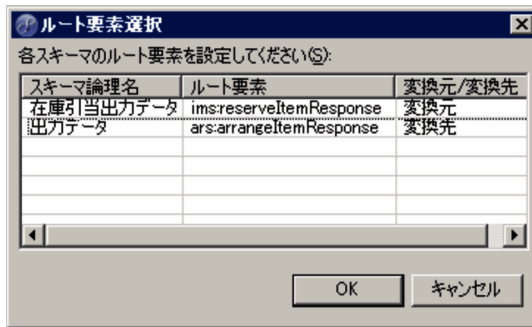 ルート要素選択
各スキーマのルート要素を設定してください(S):
スキーマ論理名 ルート要素 変換元/変換先
在庫引当出力データ ims:reserveItemResponse 変換元
出力データ ars:arrangeItemResponse 変換先
OK キャンセル